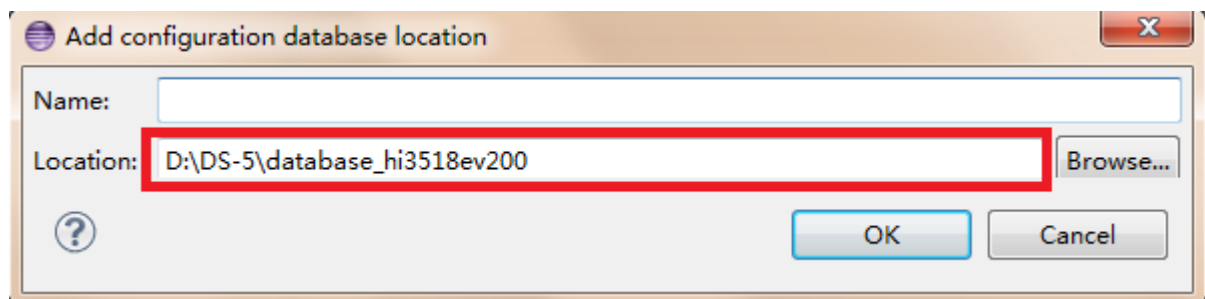 Add configuration database location
Name:
Location: D:\DS-5\database_hi3518ev200 Browse...
OK Cancel